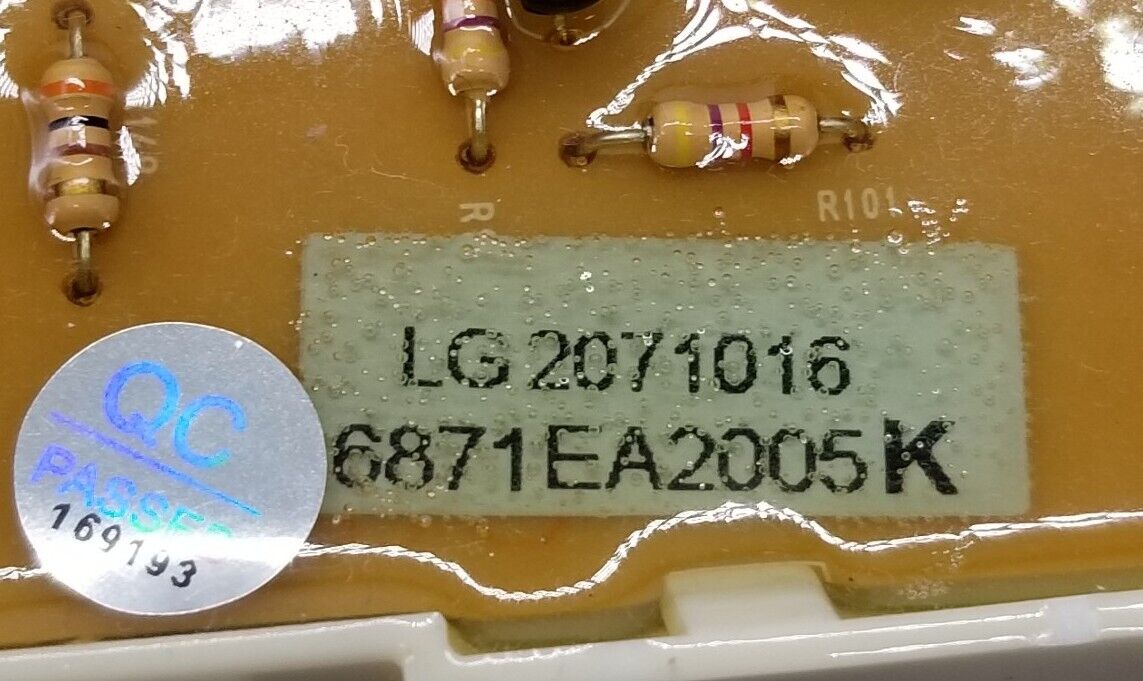 R101
LG 2071016
6871EA2005K
QC
PASSED
169193